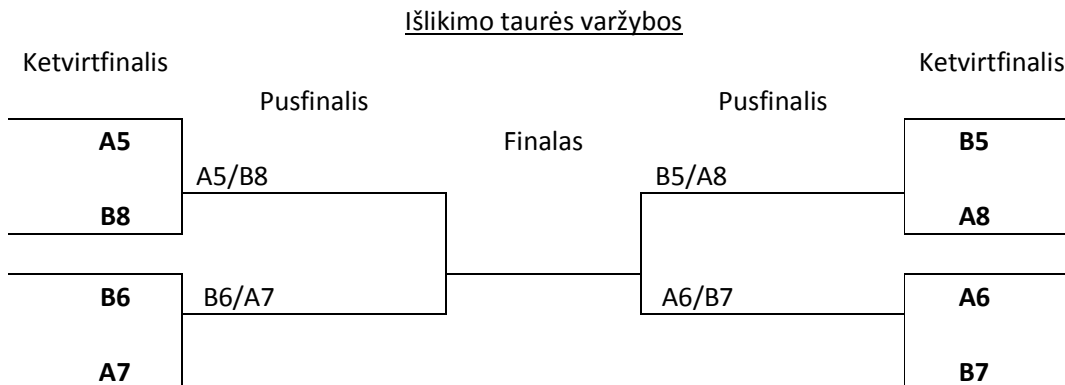 Išlikimo taurės varžybos
Ketvirtfinalis
Ketvirtfinalis
Pusfinalis
Pusfinalis
A5
Finalas
B5
A5/B8
B5/A8
B8
A8
B6
B6/A7
A6/B7
A6
A7
B7